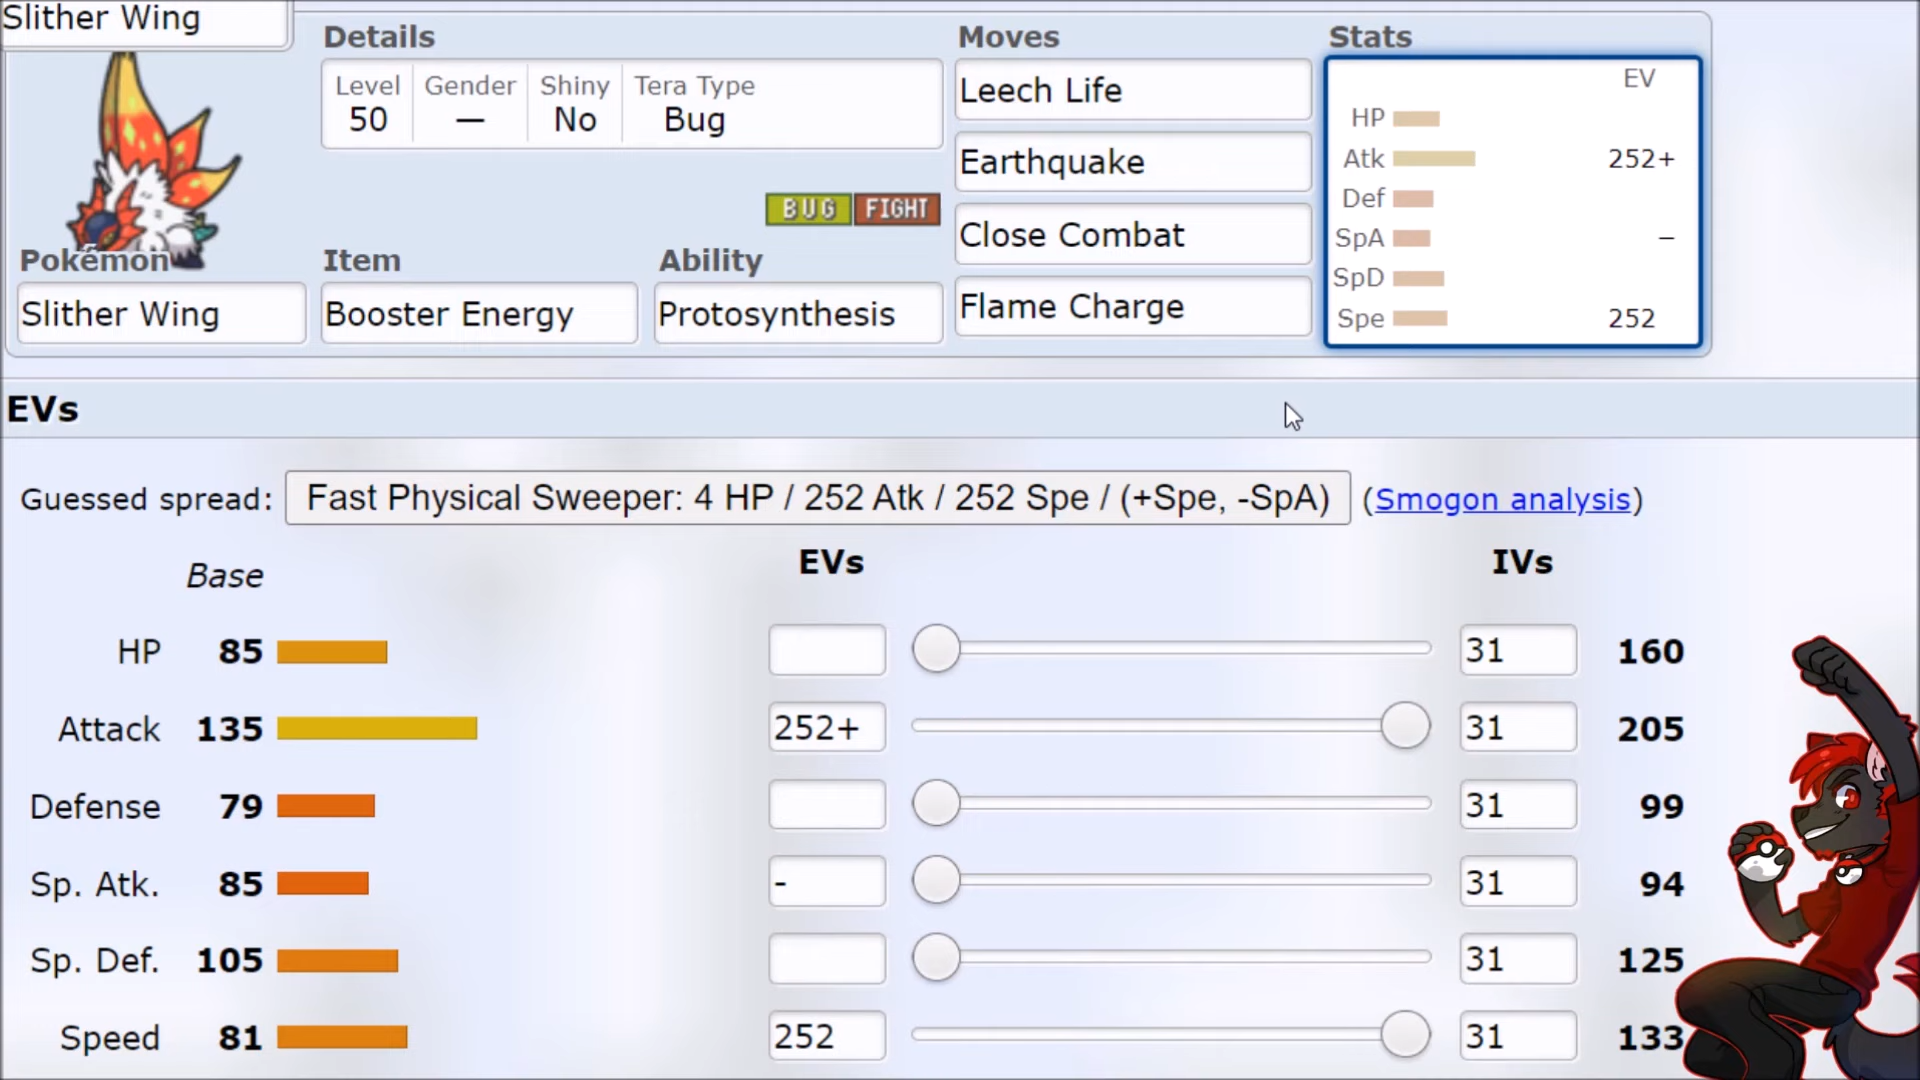 Slither Wing
Details
Moves
Stats
Level
Gender
Shiny
Tera Type
50
—
No
Bug
BUG
FIGHT
Leech Life
Earthquake
Close Combat
Flame Charge
EV
HP
Atk 252+
Def
SpA –
SpD
Spe 252
Pokémon
Item
Ability
Slither Wing
Booster Energy
Protosynthesis
EVs
Guessed spread: Fast Physical Sweeper: 4 HP / 252 Atk / 252 Spe / (+Spe, -SpA) (Smogon analysis)
Base EVs IVs
HP 85 31 160
Attack 135 252+ 31 205
Defense 79 31 99
Sp. Atk. 85 - 31 94
Sp. Def. 105 31 125
Speed 81 252 31 133